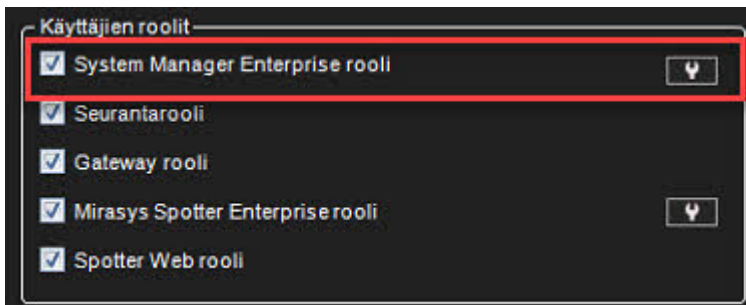 Käyttäjien roolit
System Manager Enterprise rooli
Seurantarooli
Gateway rooli
Mirasys Spotter Enterprise rooli
Spotter Web rooli